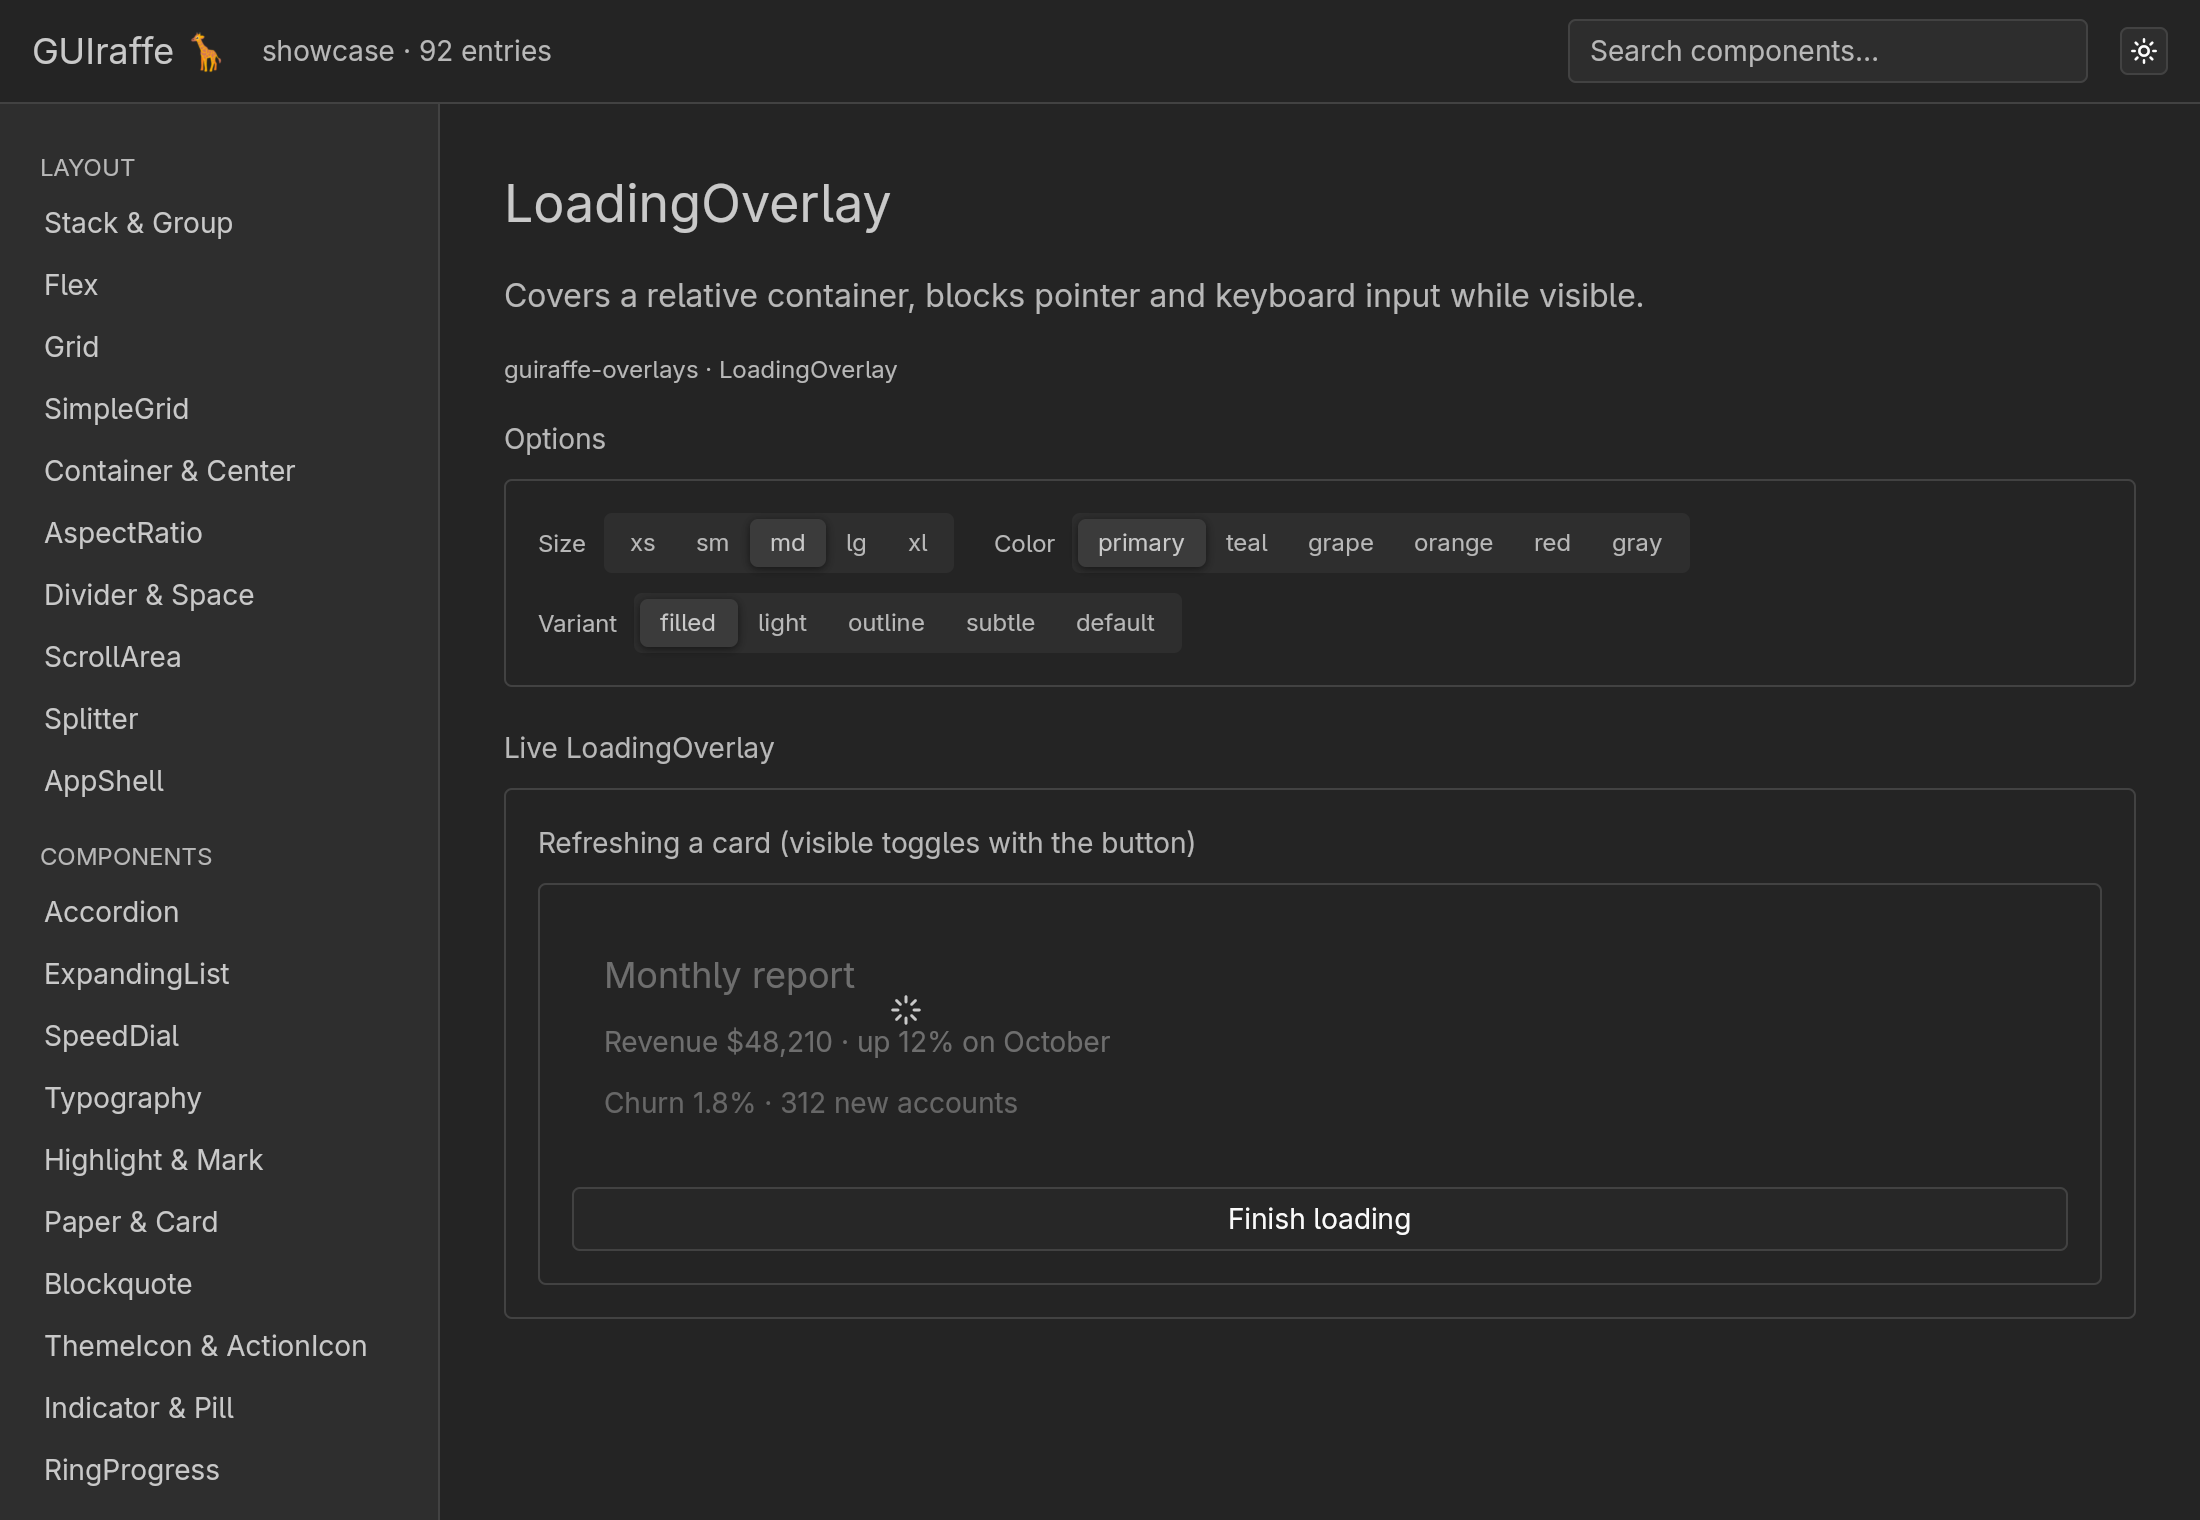 GUIraffe 🦒 showcase · 92 entries
Search components...
LAYOUT
Stack & Group
Flex
Grid
SimpleGrid
Container & Center
AspectRatio
Divider & Space
ScrollArea
Splitter
AppShell
COMPONENTS
Accordion
ExpandingList
SpeedDial
Typography
Highlight & Mark
Paper & Card
Blockquote
ThemeIcon & ActionIcon
Indicator & Pill
RingProgress
LoadingOverlay
Covers a relative container, blocks pointer and keyboard input while visible.
guiraffe-overlays · LoadingOverlay
Options
Size xs sm md lg xl Color primary teal grape orange red gray
Variant filled light outline subtle default
Live LoadingOverlay
Refreshing a card (visible toggles with the button)
Monthly report
Revenue $48,210 · up 12% on October
Churn 1.8% · 312 new accounts
Finish loading